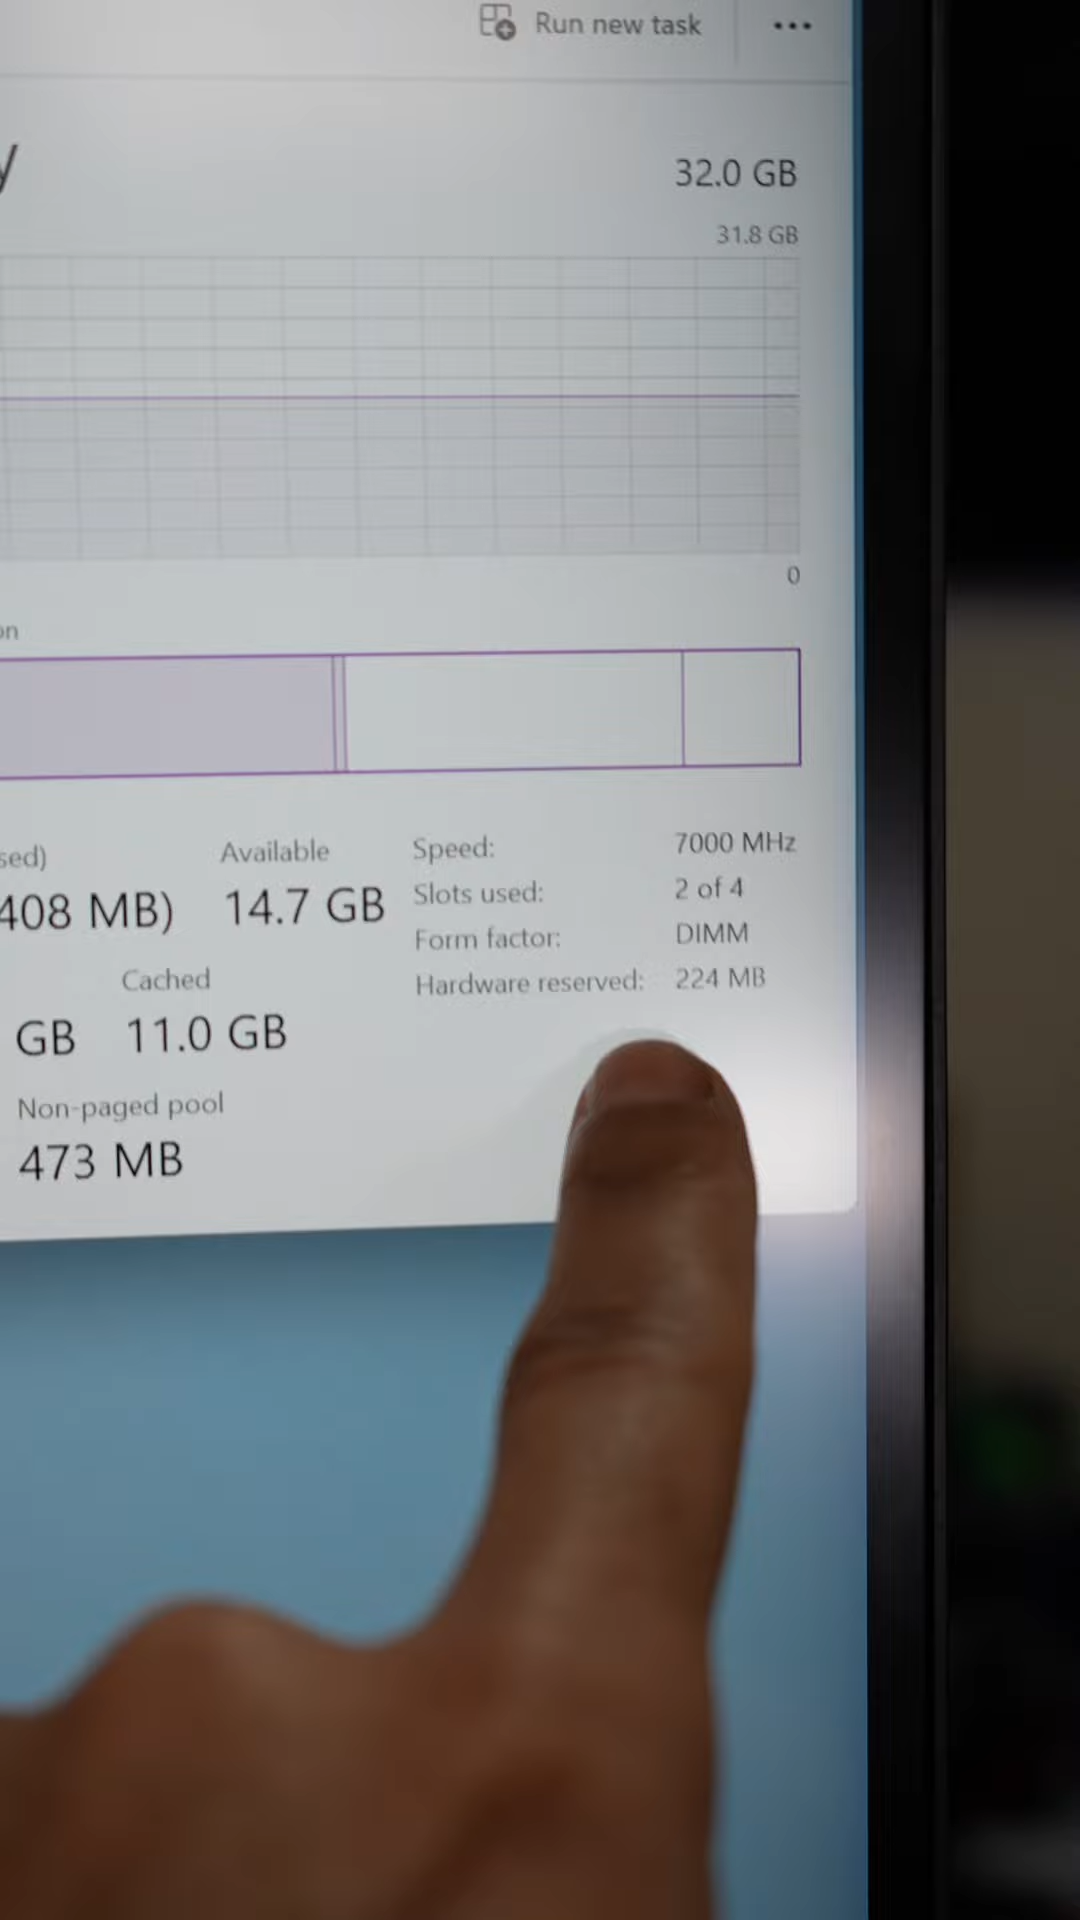 Run new task
32.0 GB
31.8 GB
0
Available
408 MB)
14.7 GB
Speed: 7000 MHz
Slots used: 2 of 4
Form factor: DIMM
Hardware reserved: 224 MB
Cached
GB
11.0 GB
Non-paged pool
473 MB